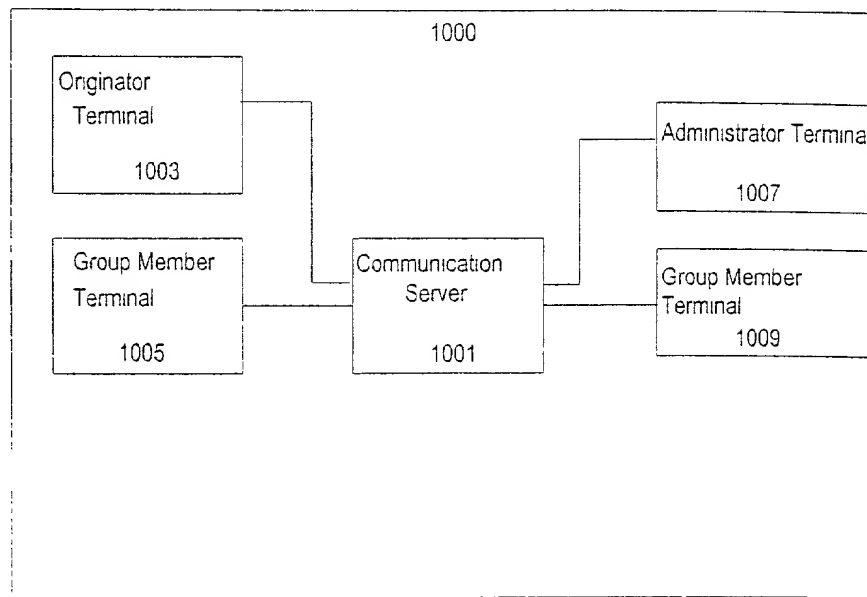 1000
Originator
Terminal
1003
Administrator Terminal
1007
Group Member
Terminal
1005
Communication
Server
1001
Group Member
Terminal
1009